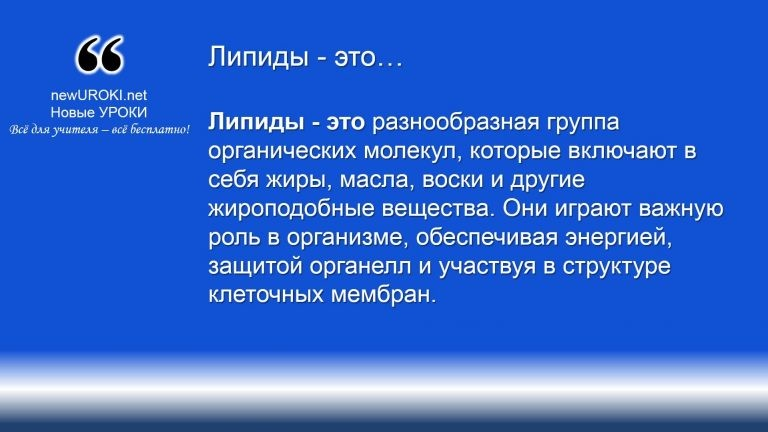 ❝
newUROKI.net
Новые УРОКИ
Всё для учителя – всё бесплатно!
Липиды - это…
Липиды - это разнообразная группа
органических молекул, которые включают в
себя жиры, масла, воски и другие
жироподобные вещества. Они играют важную
роль в организме, обеспечивая энергией,
защитой органелл и участвуя в структуре
клеточных мембран.